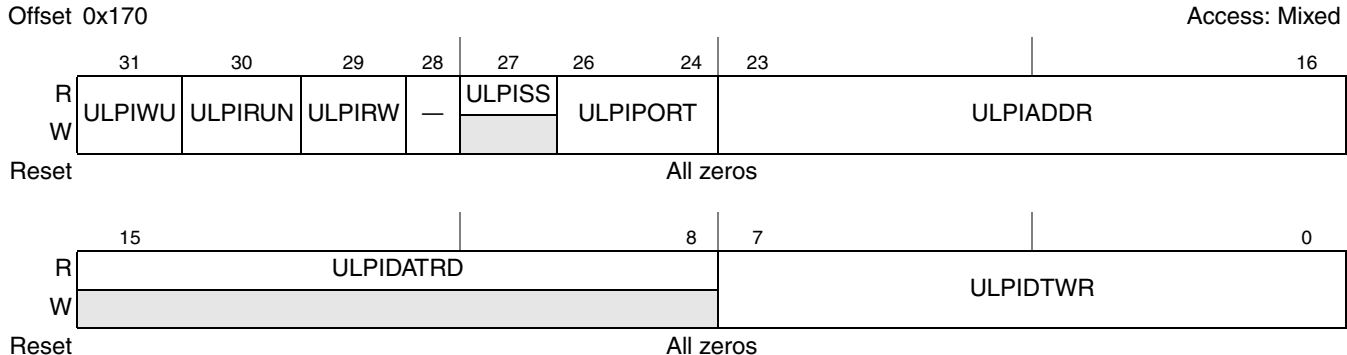 Offset 0x170 Access: Mixed
31 30 29 28 27 26 24 23 16
R ULPIWU ULPIRUN ULPIRW — ULPISS ULPIPORT ULPIADDR
W
Reset All zeros
15 8 7 0
R ULPIDATRD ULPIDTWR
W
Reset All zeros